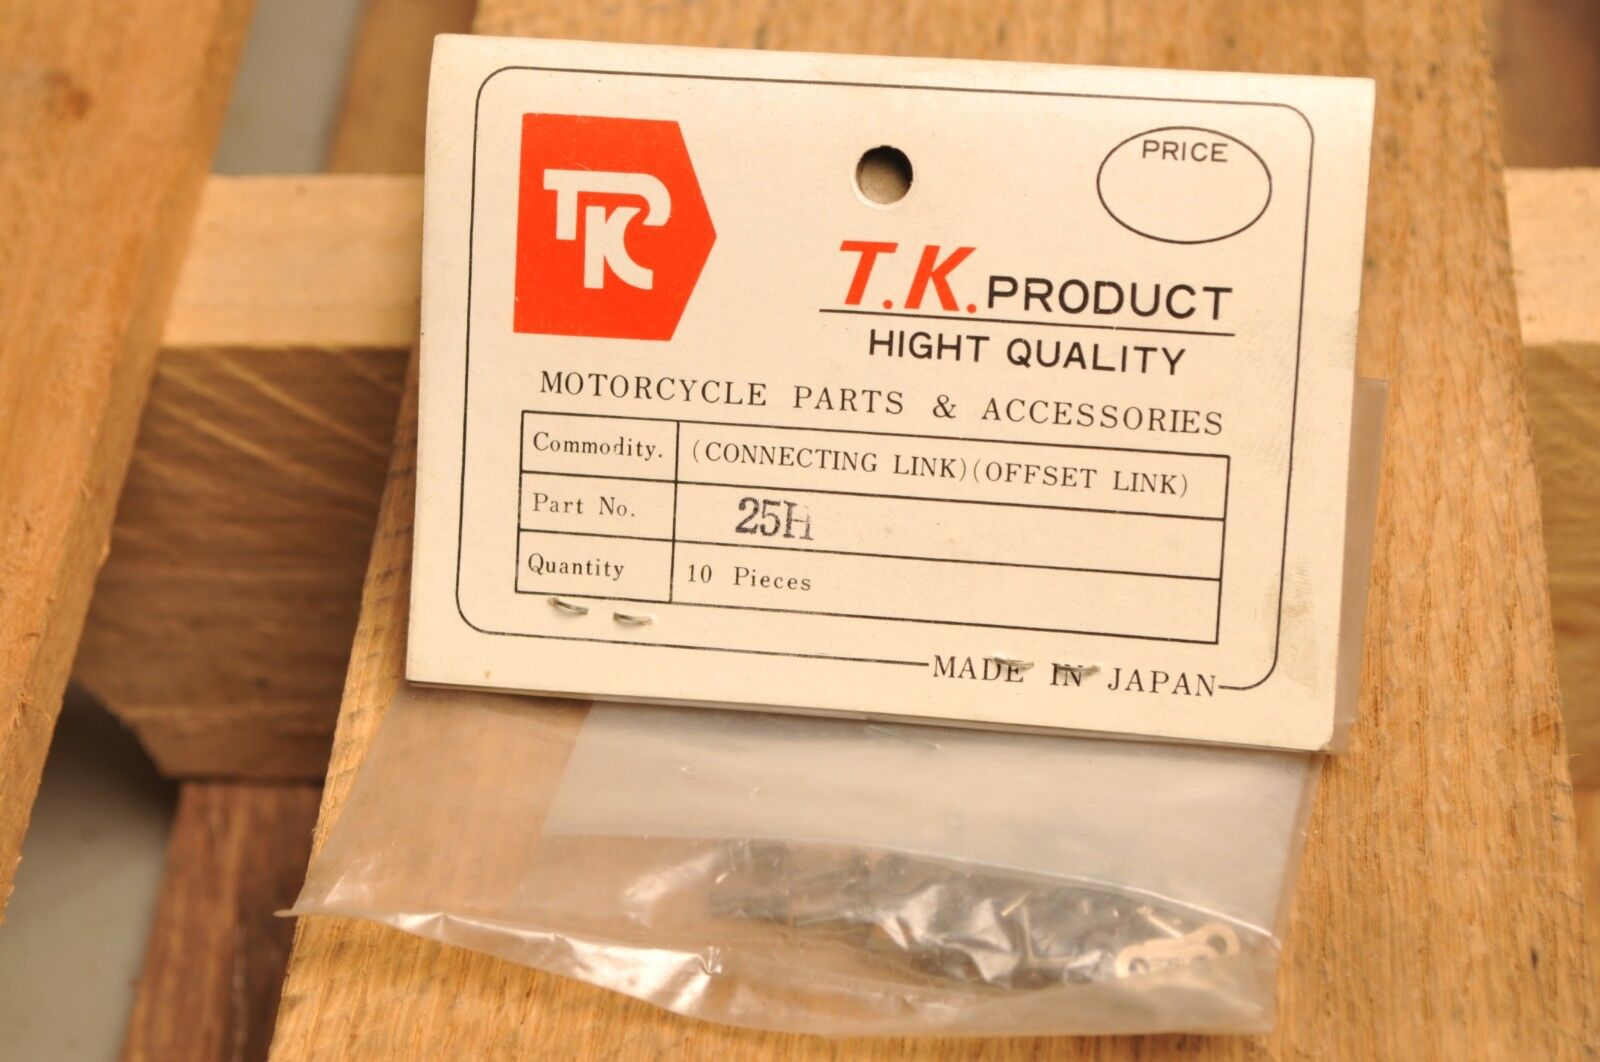 TK
PRICE
T.K. PRODUCT
HIGHT QUALITY
MOTORCYCLE PARTS & ACCESSORIES
Commodity. (CONNECTING LINK) (OFFSET LINK)
Part No. 25H
Quantity 10 Pieces
MADE IN JAPAN